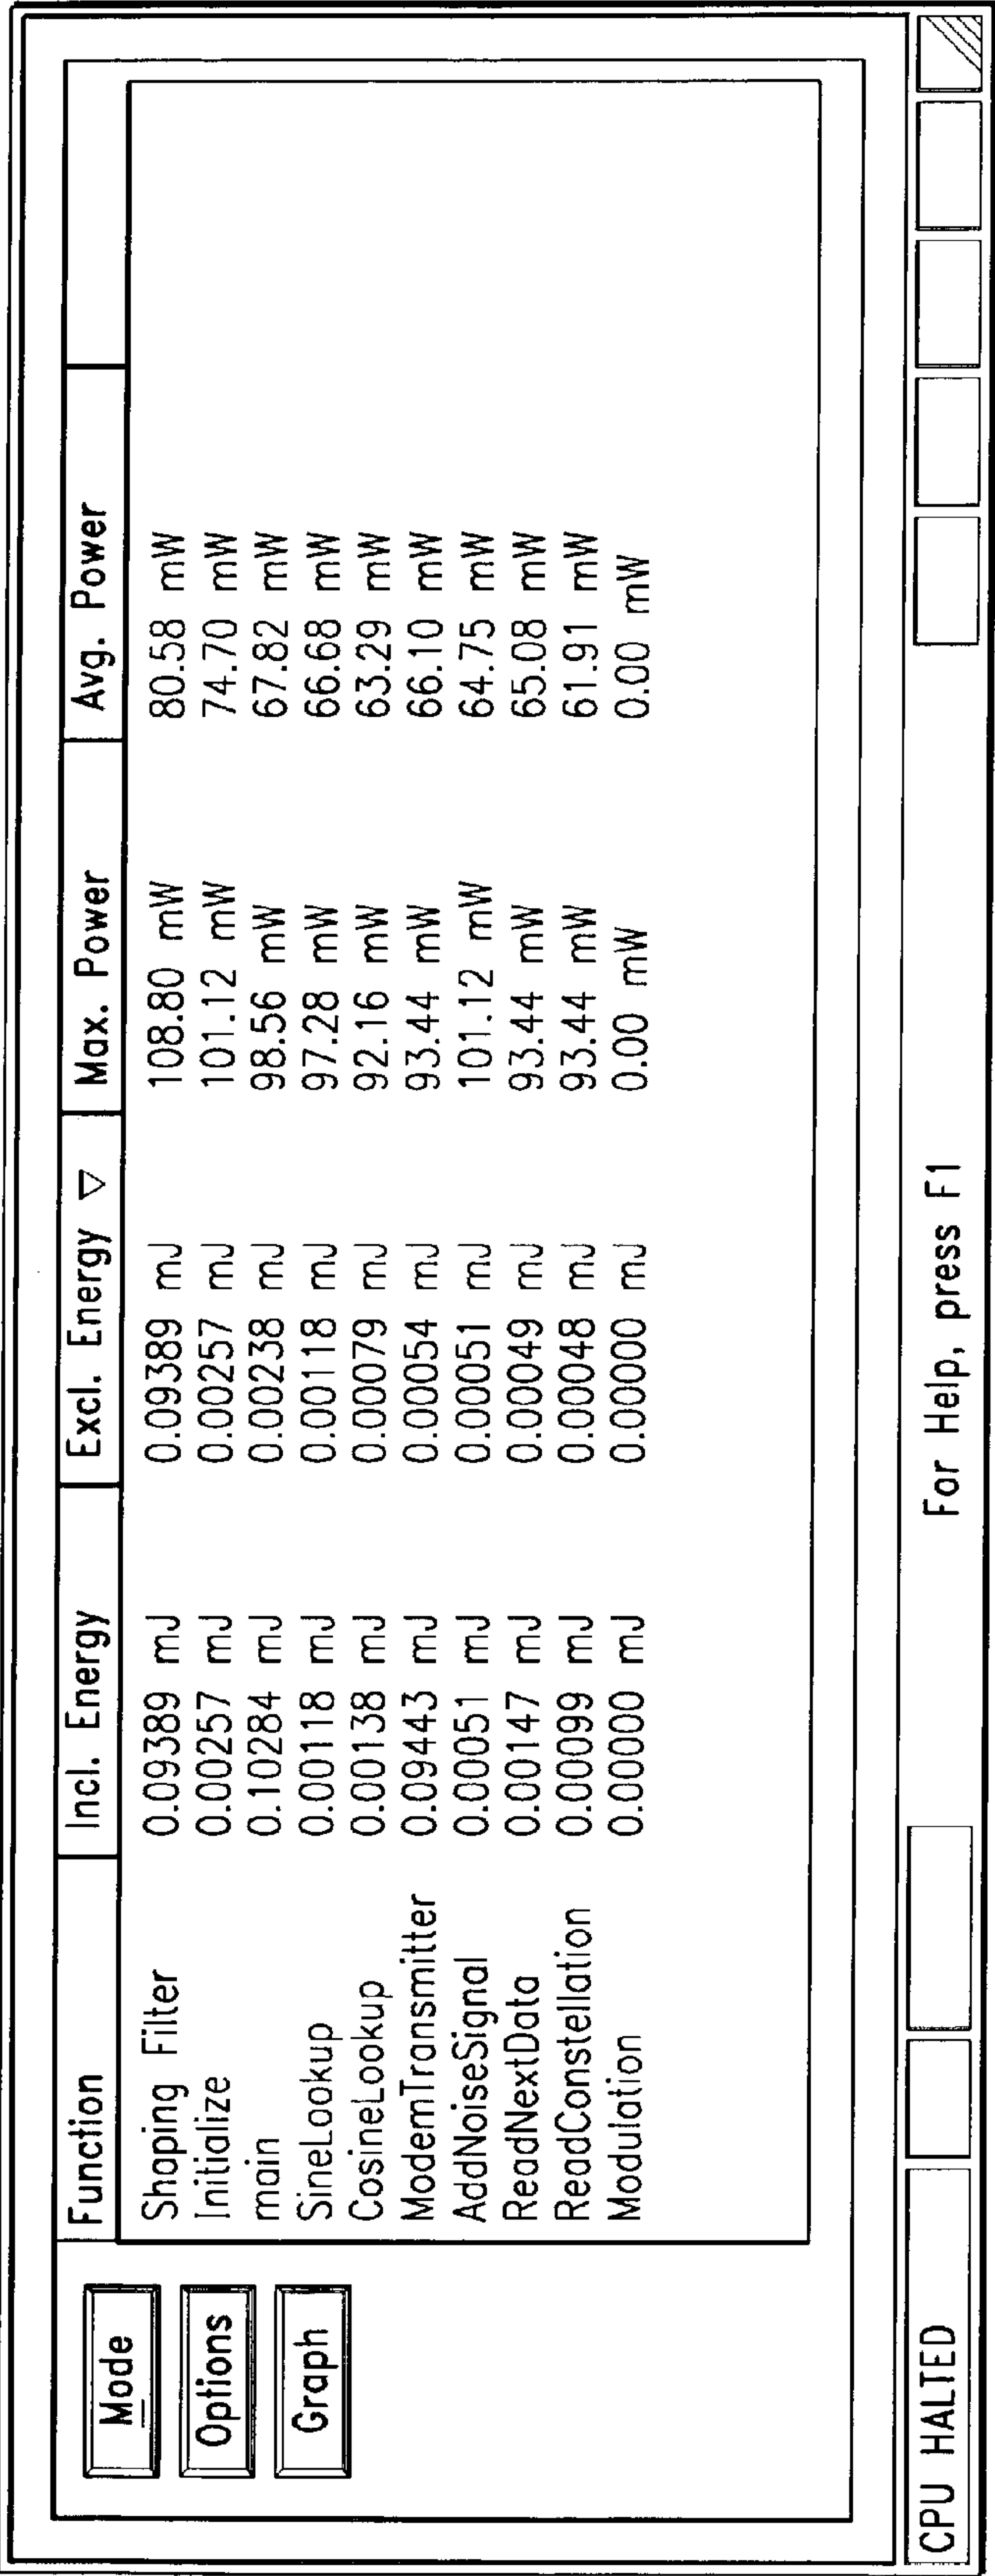 Mode
Options
Graph
Function Incl. Energy Excl. Energy ▽ Max. Power Avg. Power
Shaping Filter 0.09389 mJ 0.09389 mJ 108.80 mW 80.58 mW
Initialize 0.00257 mJ 0.00257 mJ 101.12 mW 74.70 mW
main 0.10284 mJ 0.00238 mJ 98.56 mW 67.82 mW
SineLookup 0.00118 mJ 0.00118 mJ 97.28 mW 66.68 mW
CosineLookup 0.00138 mJ 0.00079 mJ 92.16 mW 63.29 mW
ModemTransmitter 0.09443 mJ 0.00054 mJ 93.44 mW 66.10 mW
AddNoiseSignal 0.00051 mJ 0.00051 mJ 101.12 mW 64.75 mW
ReadNextData 0.00147 mJ 0.00049 mJ 93.44 mW 65.08 mW
ReadConstellation 0.00099 mJ 0.00048 mJ 93.44 mW 61.91 mW
Modulation 0.00000 mJ 0.00000 mJ 0.00 mW 0.00 mW
CPU HALTED For Help, press F1